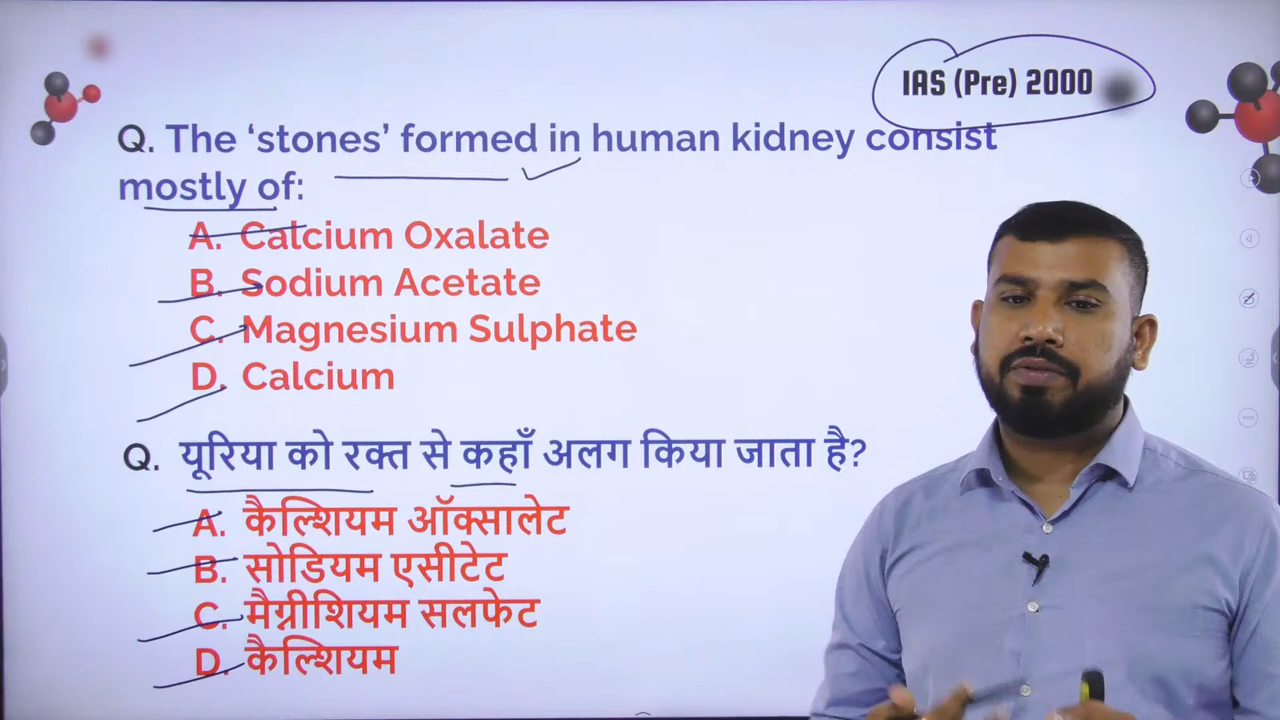 IAS (Pre) 2000
Q. The ‘stones’ formed in human kidney consist
mostly of:
A. Calcium Oxalate
B. Sodium Acetate
C. Magnesium Sulphate
D. Calcium
Q. यूरिया को रक्त से कहाँ अलग किया जाता है?
A. कैल्शियम ऑक्सालेट
B. सोडियम एसीटेट
C. मैग्नीशियम सलफेट
D. कैल्शियम